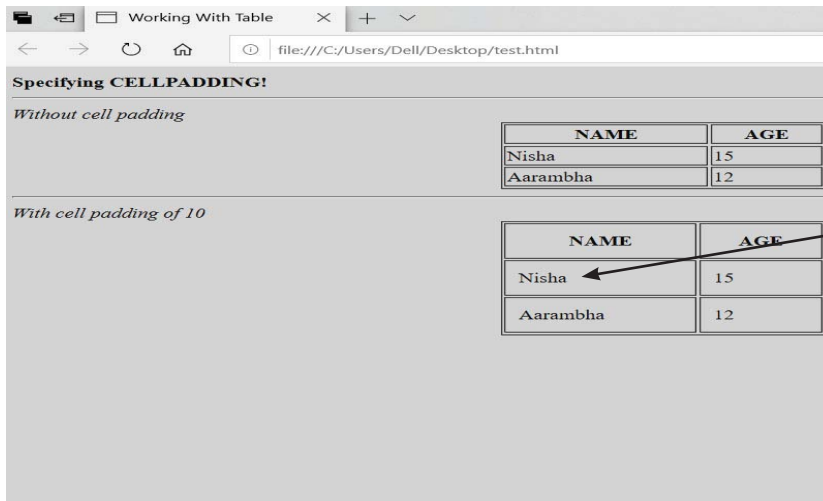 Working With Table
file:///C:/Users/Dell/Desktop/test.html
Specifying CELLPADDING!
Without cell padding
NAME AGE
Nisha 15
Aarambha 12
With cell padding of 10
NAME AGE
Nisha 15
Aarambha 12